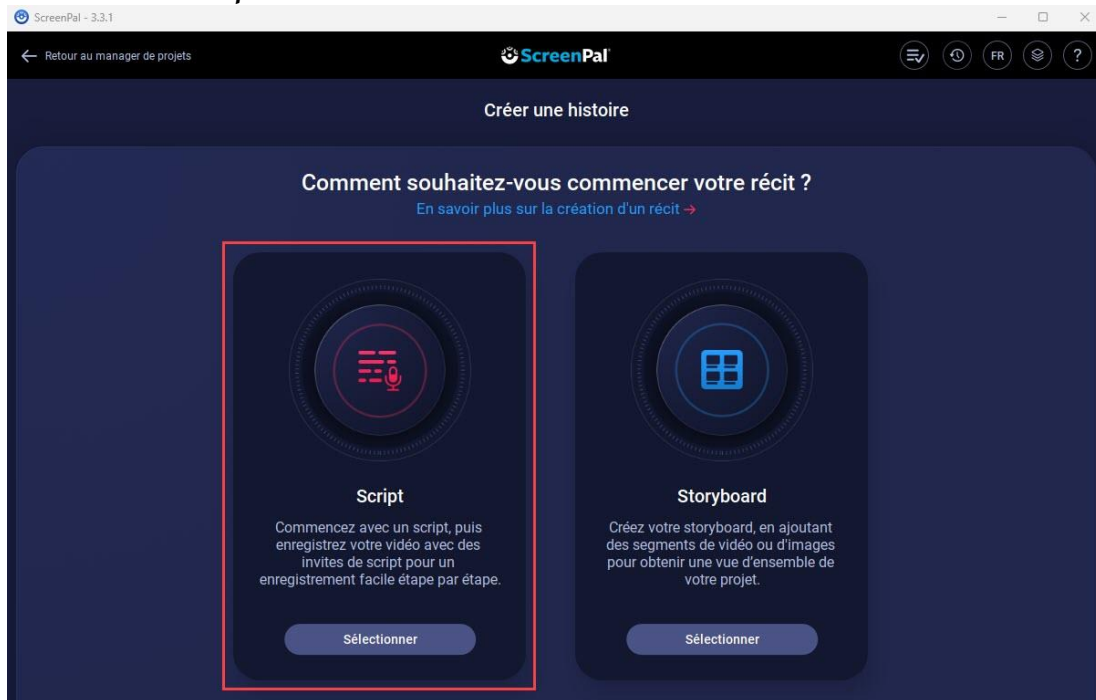 ScreenPal - 3.3.1
← Retour au manager de projets
ScreenPal
FR
?
Créer une histoire
Comment souhaitez-vous commencer votre récit ?
En savoir plus sur la création d'un récit →
Script
Commencez avec un script, puis
enregistrez votre vidéo avec des
invites de script pour un
enregistrement facile étape par étape.
Sélectionner
Storyboard
Créez votre storyboard, en ajoutant
des segments de vidéo ou d'images
pour obtenir une vue d'ensemble de
votre projet.
Sélectionner